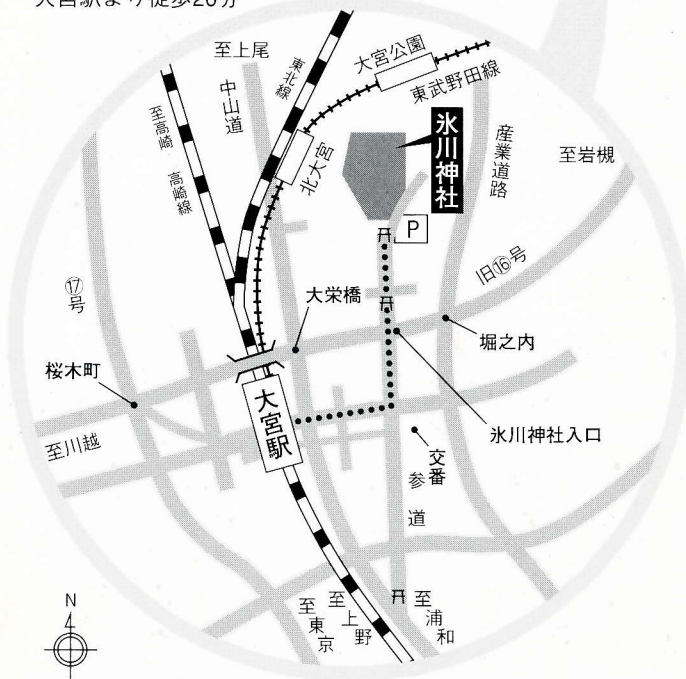 大宮駅より徒歩20分
至上尾
中山道
東北線
大宮公園
東武野田線
至高崎
高崎線
北大宮
氷川神社
産業道路
至岩槻
P
⑰号
旧⑯号
大栄橋
堀之内
桜木町
大宮駅
氷川神社入口
至川越
交番
参道
N
至東京
至上野
至浦和